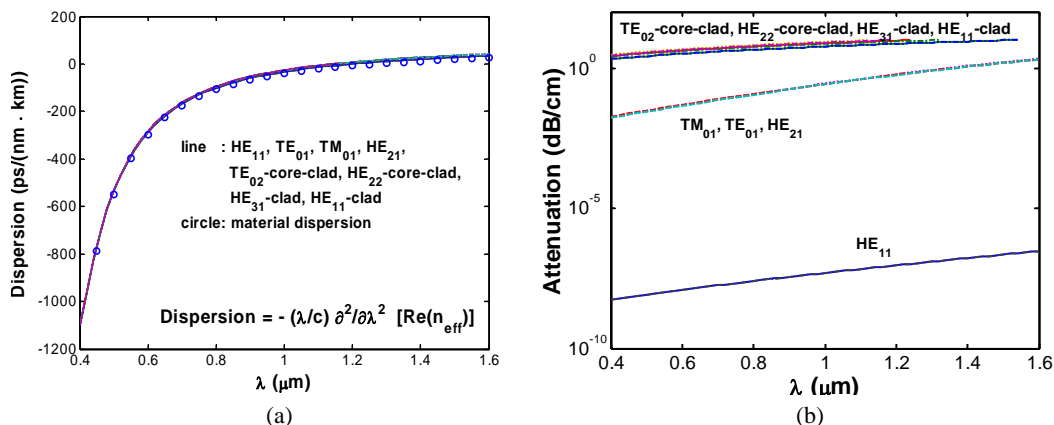 200
0
-200
-400
-600
-800
-1000
-1200
Dispersion (ps/(nm · km))
line : HE11, TE01, TM01, HE21,
TE02-core-clad, HE22-core-clad,
HE31-clad, HE11-clad
circle: material dispersion
Dispersion = - (λ/c) ∂²/∂λ² [Re(neff)]
0.4 0.6 0.8 1 1.2 1.4 1.6
λ (μm)
(a)
TE02-core-clad, HE22-core-clad, HE31-clad, HE11-clad
10^0
TM01, TE01, HE21
10^-5
HE11
10^-10
Attenuation (dB/cm)
0.4 0.6 0.8 1 1.2 1.4 1.6
λ (μm)
(b)